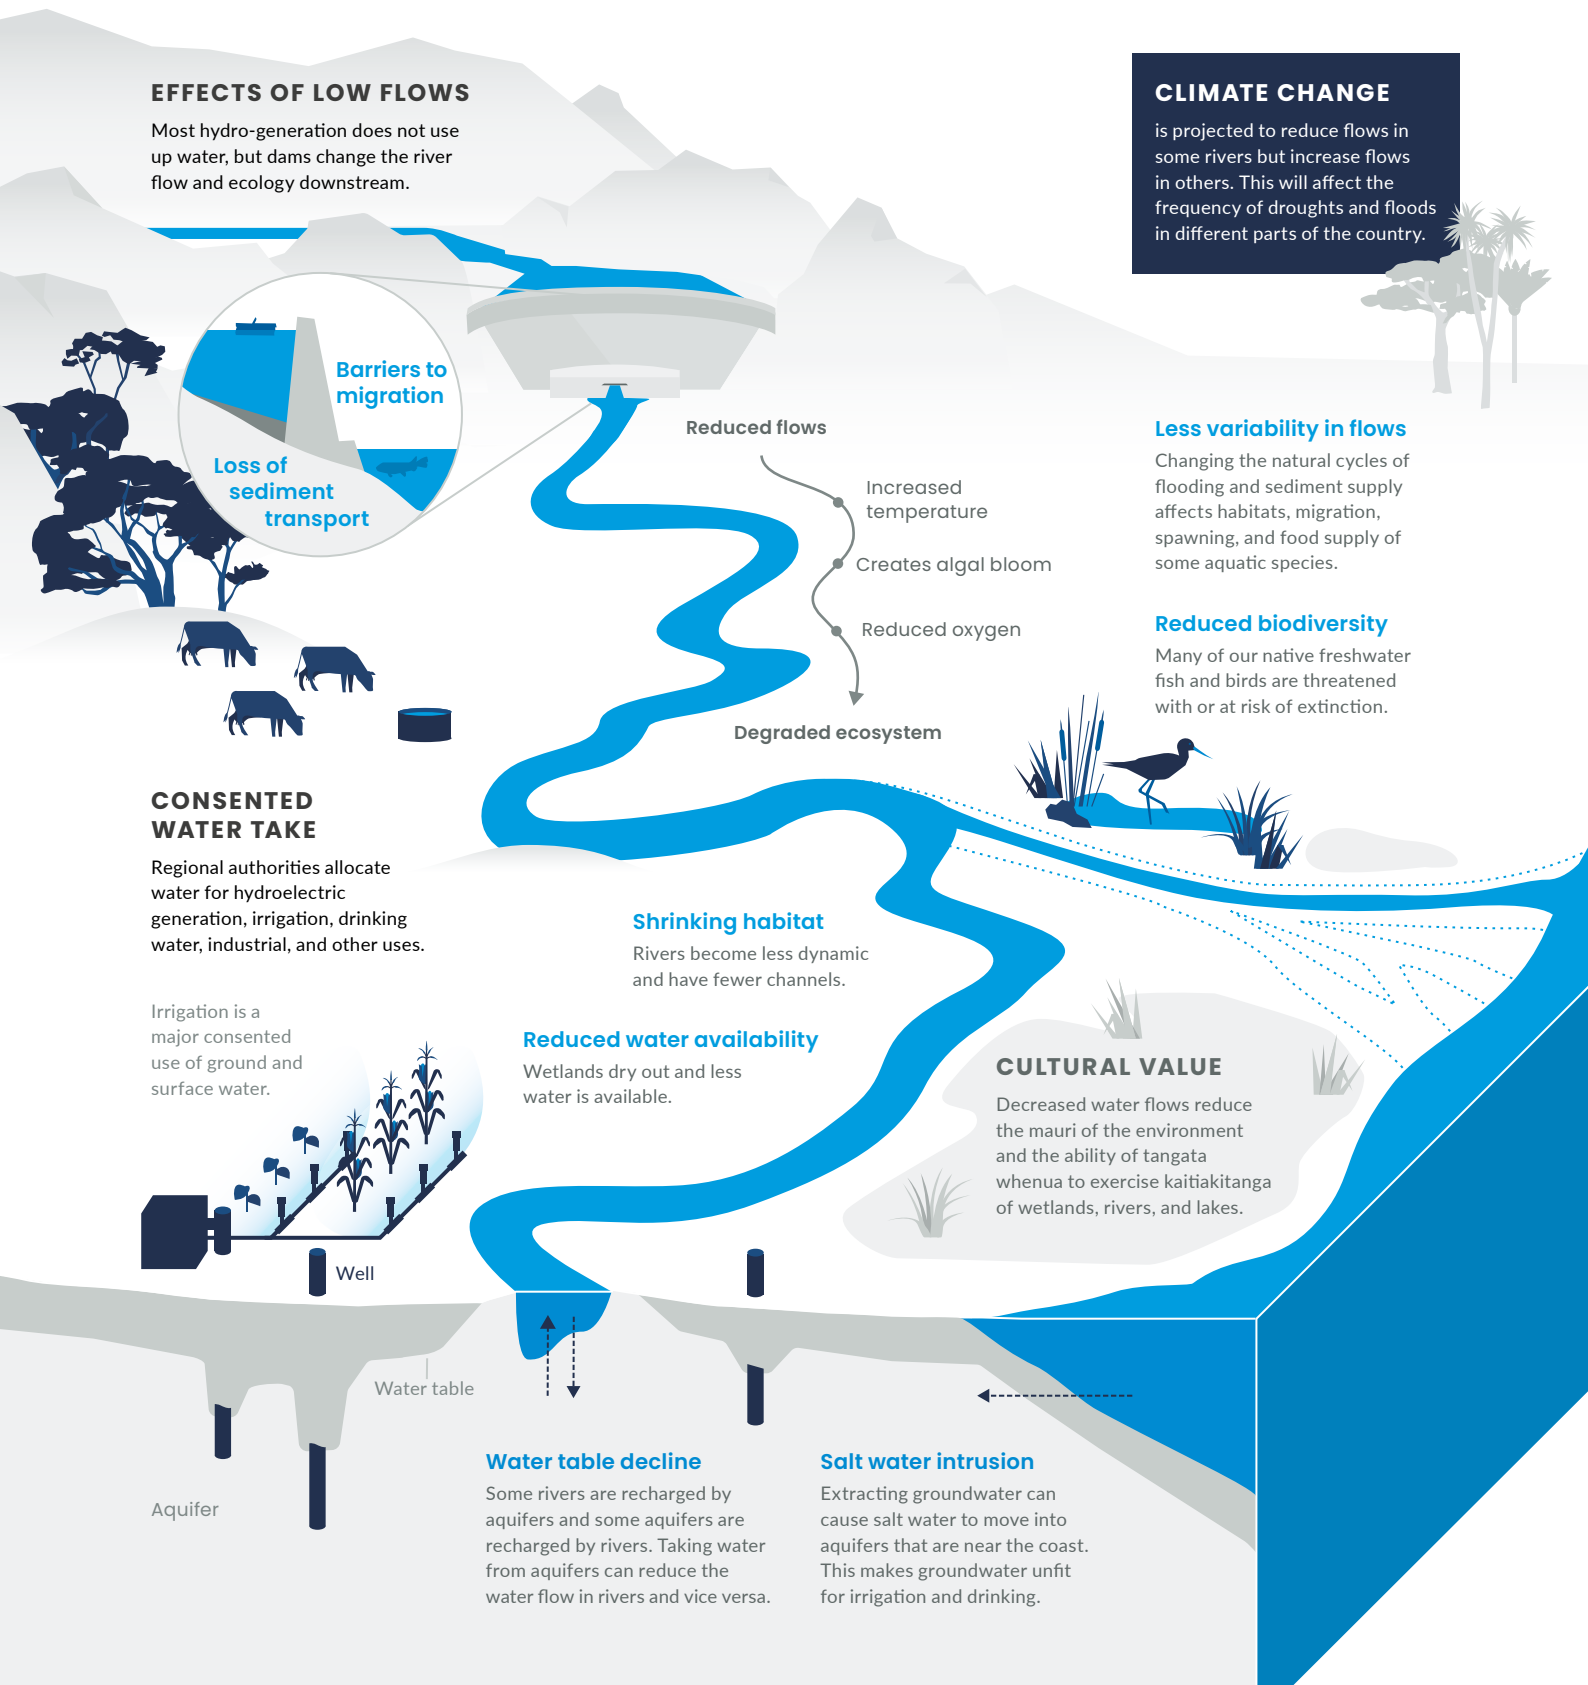 EFFECTS OF LOW FLOWS
Most hydro-generation does not use
up water, but dams change the river
flow and ecology downstream.
CLIMATE CHANGE
is projected to reduce flows in
some rivers but increase flows
in others. This will affect the
frequency of droughts and floods
in different parts of the country.
Barriers to
migration
Loss of
sediment
transport
Reduced flows
Increased
temperature
Creates algal bloom
Reduced oxygen
Degraded ecosystem
Less variability in flows
Changing the natural cycles of
flooding and sediment supply
affects habitats, migration,
spawning, and food supply of
some aquatic species.
Reduced biodiversity
Many of our native freshwater
fish and birds are threatened
with or at risk of extinction.
CONSENTED
WATER TAKE
Regional authorities allocate
water for hydroelectric
generation, irrigation, drinking
water, industrial, and other uses.
Irrigation is a
major consented
use of ground and
surface water.
Shrinking habitat
Rivers become less dynamic
and have fewer channels.
Reduced water availability
Wetlands dry out and less
water is available.
CULTURAL VALUE
Decreased water flows reduce
the mauri of the environment
and the ability of tangata
whenua to exercise kaitiakitanga
of wetlands, rivers, and lakes.
Well
Water table
Aquifer
Water table decline
Some rivers are recharged by
aquifers and some aquifers are
recharged by rivers. Taking water
from aquifers can reduce the
water flow in rivers and vice versa.
Salt water intrusion
Extracting groundwater can
cause salt water to move into
aquifers that are near the coast.
This makes groundwater unfit
for irrigation and drinking.